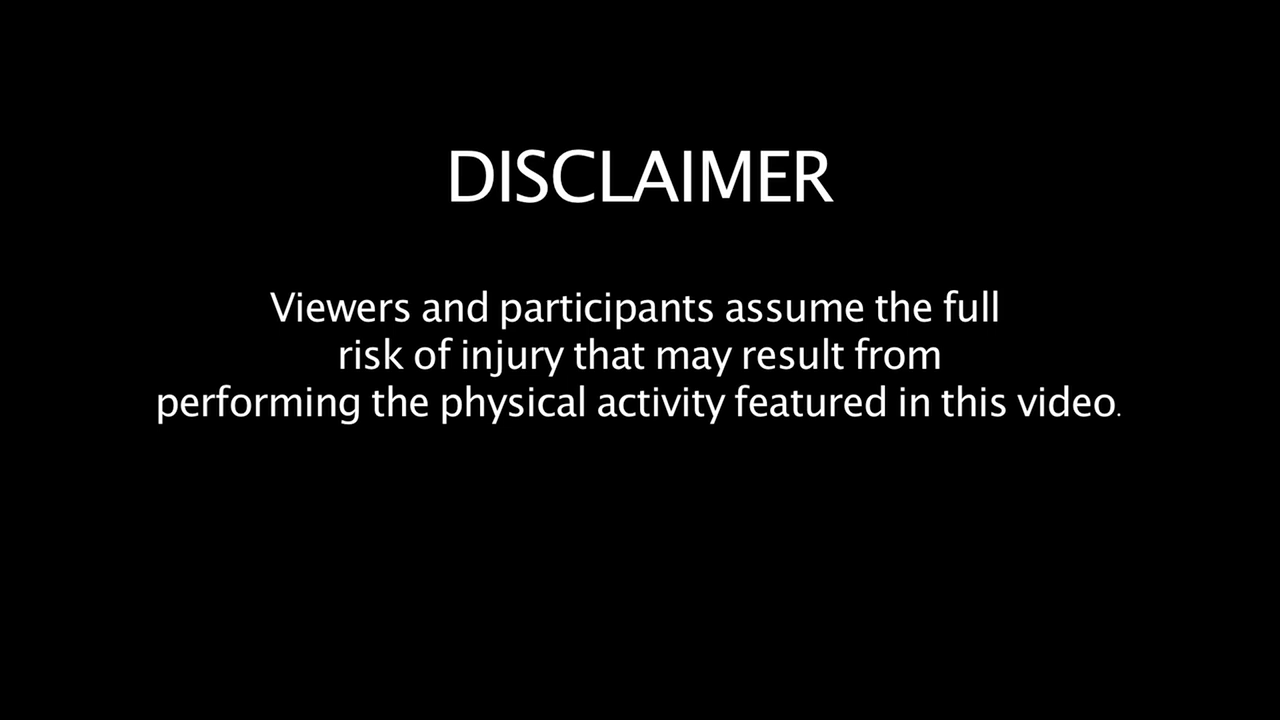 DISCLAIMER
Viewers and participants assume the full
risk of injury that may result from
performing the physical activity featured in this video.